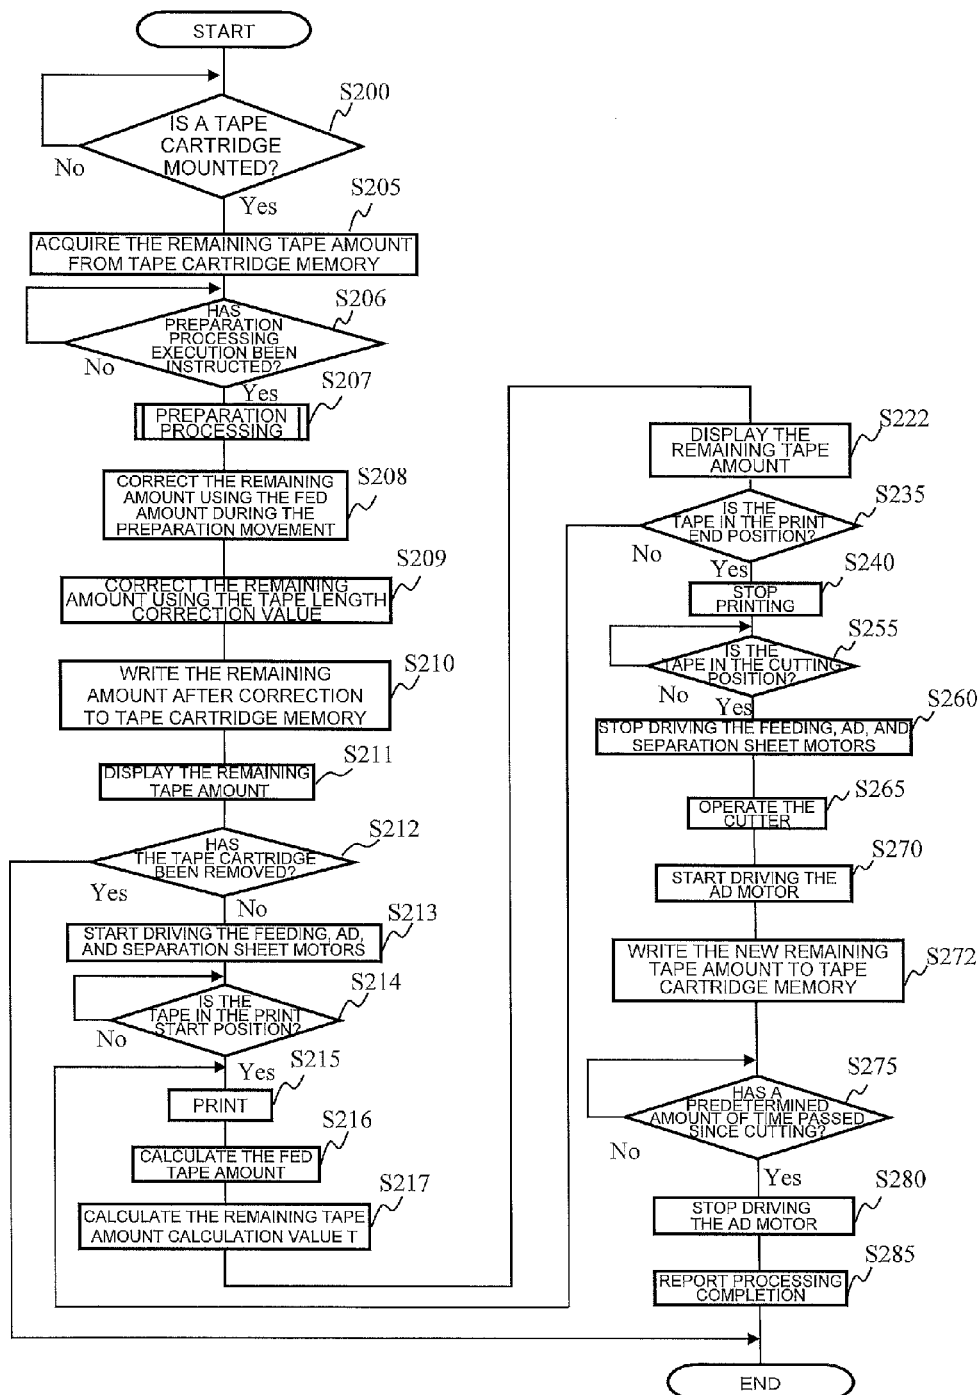 START
S200
IS A TAPE
CARTRIDGE
MOUNTED?
No
Yes
S205
ACQUIRE THE REMAINING TAPE AMOUNT
FROM TAPE CARTRIDGE MEMORY
S206
HAS
PREPARATION
PROCESSING
EXECUTION BEEN
INSTRUCTED?
No
Yes
S207
PREPARATION
PROCESSING
S208
CORRECT THE REMAINING
AMOUNT USING THE FED
AMOUNT DURING THE
PREPARATION MOVEMENT
S209
CORRECT THE REMAINING
AMOUNT USING THE TAPE LENGTH
CORRECTION VALUE
S210
WRITE THE REMAINING
AMOUNT AFTER CORRECTION
TO TAPE CARTRIDGE MEMORY
S211
DISPLAY THE REMAINING
TAPE AMOUNT
S212
HAS
THE TAPE CARTRIDGE
BEEN REMOVED?
Yes
No
S213
START DRIVING THE FEEDING, AD,
AND SEPARATION SHEET MOTORS
S214
IS THE
TAPE IN THE PRINT
START POSITION?
No
Yes
S215
PRINT
S216
CALCULATE THE FED
TAPE AMOUNT
S217
CALCULATE THE REMAINING TAPE
AMOUNT CALCULATION VALUE T
S222
DISPLAY THE
REMAINING TAPE
AMOUNT
S235
IS THE
TAPE IN THE PRINT
END POSITION?
No
Yes
S240
STOP
PRINTING
S255
IS THE
TAPE IN THE CUTTING
POSITION?
No
Yes
S260
STOP DRIVING THE FEEDING, AD, AND
SEPARATION SHEET MOTORS
S265
OPERATE THE
CUTTER
S270
START DRIVING THE
AD MOTOR
S272
WRITE THE NEW REMAINING
TAPE AMOUNT TO TAPE
CARTRIDGE MEMORY
S275
HAS A
PREDETERMINED
AMOUNT OF TIME PASSED
SINCE CUTTING?
No
Yes
S280
STOP DRIVING
THE AD MOTOR
S285
REPORT PROCESSING
COMPLETION
END